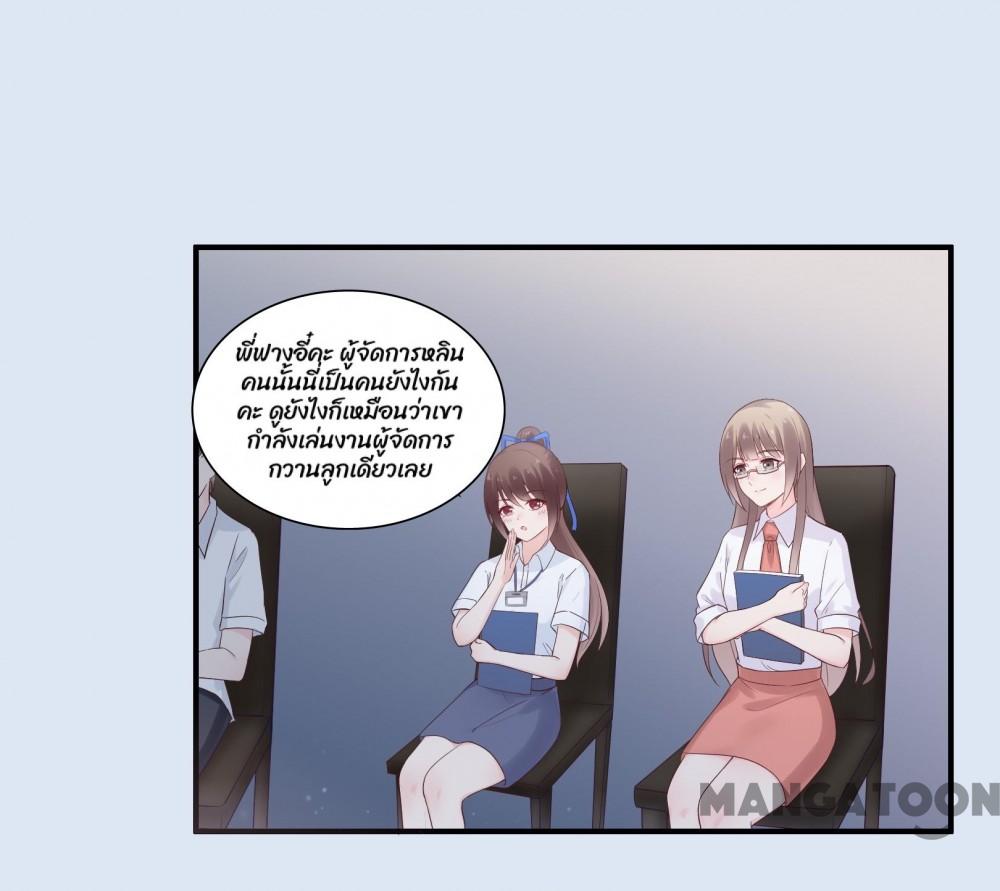 พี่ฟางอี๋คะ ผู้จัดการหลิน
คนนั้นนี่เป็นคนยังไงกัน
คะ ดูยังไงก็เหมือนว่าเขา
กำลังเล่นงานผู้จัดการ
กวานลูกเดียวเลย
MANGATOON